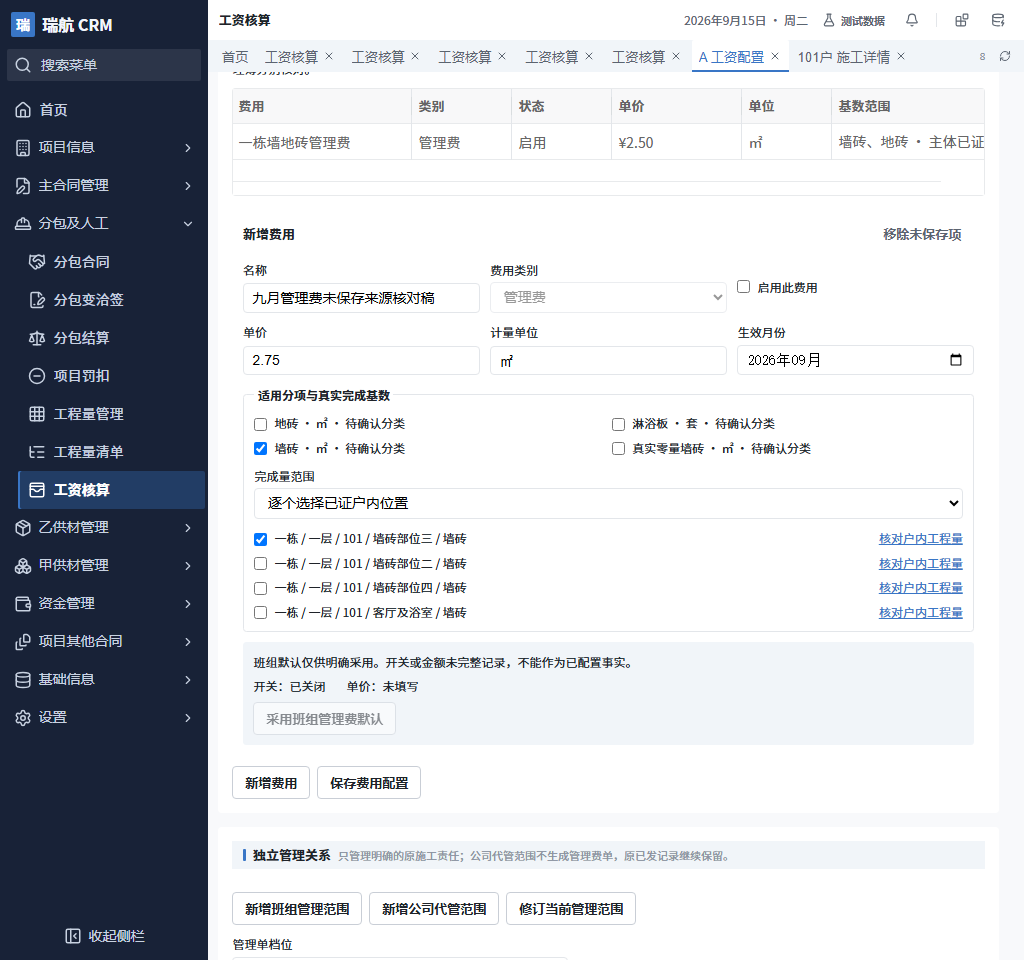 瑞 瑞航 CRM
搜索菜单
首页
项目信息
主合同管理
分包及人工
分包合同
分包变洽签
分包结算
项目罚扣
工程量管理
工程量清单
工资核算
乙供材管理
甲供材管理
资金管理
项目其他合同
基础信息
设置
收起侧栏
工资核算
2026年9月15日 · 周二 测试数据
首页 工资核算 × 工资核算 × 工资核算 × 工资核算 × 工资核算 × A 工资配置 × 101户 施工详情 × 8
费用 类别 状态 单价 单位 基数范围
一栋墙地砖管理费 管理费 启用 ¥2.50 ㎡ 墙砖、地砖 · 主体已证
新增费用 移除未保存项
名称 费用类别
九月管理费未保存来源核对稿 管理费 启用此费用
单价 计量单位 生效月份
2.75 ㎡ 2026年09月
适用分项与真实完成基数
地砖 · ㎡ · 待确认分类 淋浴板 · 套 · 待确认分类
墙砖 · ㎡ · 待确认分类 真实零量墙砖 · ㎡ · 待确认分类
完成量范围
逐个选择已证户内位置
一栋 / 一层 / 101 / 墙砖部位三 / 墙砖 核对户内工程量
一栋 / 一层 / 101 / 墙砖部位二 / 墙砖 核对户内工程量
一栋 / 一层 / 101 / 墙砖部位四 / 墙砖 核对户内工程量
一栋 / 一层 / 101 / 客厅及浴室 / 墙砖 核对户内工程量
班组默认仅供明确采用。开关或金额未完整记录，不能作为已配置事实。
开关：已关闭 单价：未填写
采用班组管理费默认
新增费用 保存费用配置
独立管理关系 只管理明确的原施工责任；公司代管范围不生成管理费单，原已发记录继续保留。
新增班组管理范围 新增公司代管范围 修订当前管理范围
管理单档位